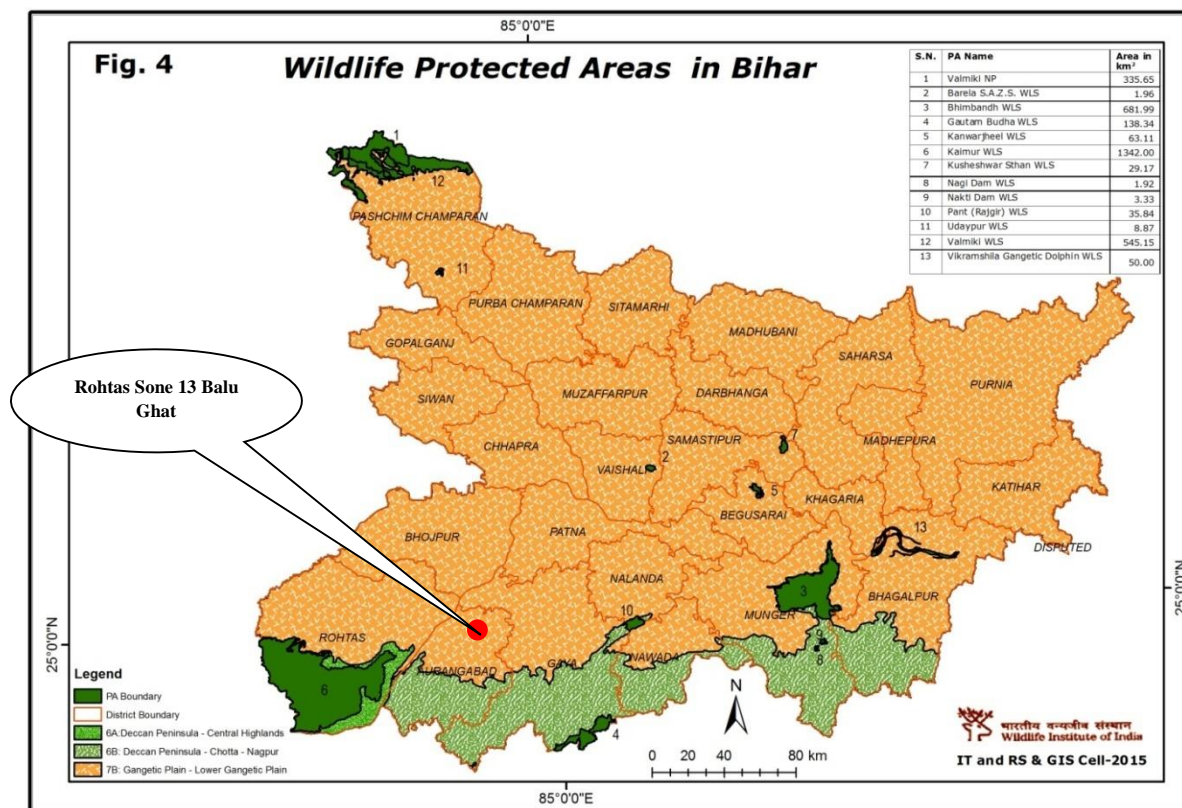 85°0'0"E
Fig. 4
Wildlife Protected Areas in Bihar
S.N. PA Name Area in km²
1 Valmiki NP 335.65
2 Barela S.A.Z.S. WLS 1.96
3 Bhimbandh WLS 681.99
4 Gautam Budha WLS 138.34
5 Kanwarjheel WLS 63.11
6 Kaimur WLS 1342.00
7 Kusheshwar Sthan WLS 29.17
8 Nagi Dam WLS 1.92
9 Nakti Dam WLS 3.33
10 Pant (Rajgir) WLS 35.84
11 Udaypur WLS 8.87
12 Valmiki WLS 545.15
13 Vikramshila Gangetic Dolphin WLS 50.00
1
12
PASHCHIM CHAMPARAN
11
PURBA CHAMPARAN
SITAMARHI
MADHUBANI
GOPALGANJ
SAHARSA
PURNIA
Rohtas Sone 13 Balu
Ghat
SIWAN
MUZAFFARPUR
DARBHANGA
CHHAPRA
SAMASTIPUR
7
MADHEPURA
VAISHALI
2
5
KHAGARIA
KATIHAR
BEGUSARAI
BHOJPUR
PATNA
13
DISPUTED
NALANDA
3
BHAGALPUR
25°0'0"N
10
MUNGER
ROHTAS
9
25°0'0"N
AURANGABAD
GAYA
NAWADA
8
6
4
N
Legend
PA Boundary
District Boundary
6A:Deccan Peninsula - Central Highlands
6B: Deccan Peninsula - Chotta - Nagpur
7B: Gangetic Plain - Lower Gangetic Plain
0 20 40 80 km
भारतीय वन्यजीव संस्थान
Wildlife Institute of India
IT and RS & GIS Cell-2015
85°0'0"E